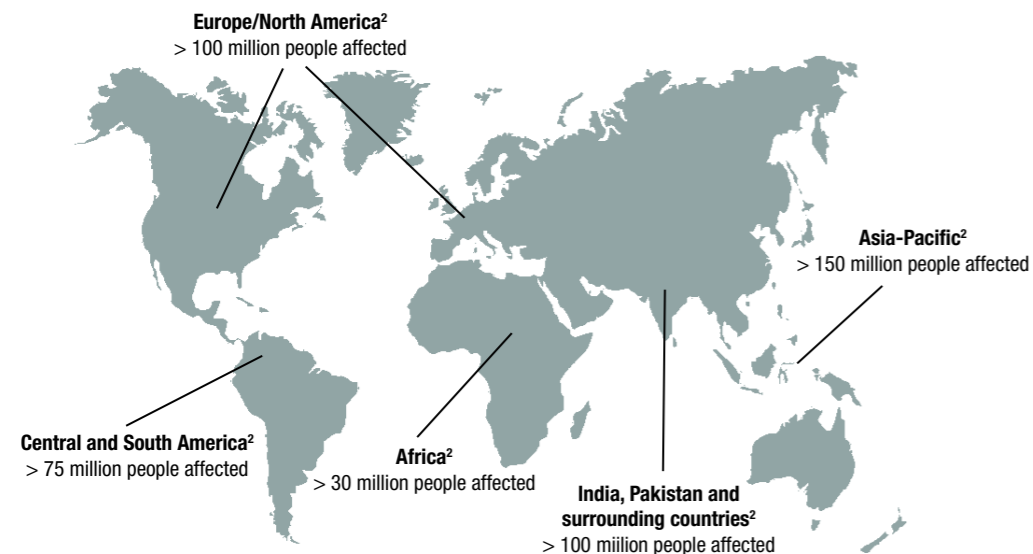 Europe/North America²
> 100 million people affected
Asia-Pacific²
> 150 million people affected
Central and South America²
> 75 million people affected
Africa²
> 30 million people affected
India, Pakistan and
surrounding countries²
> 100 miilion people affected